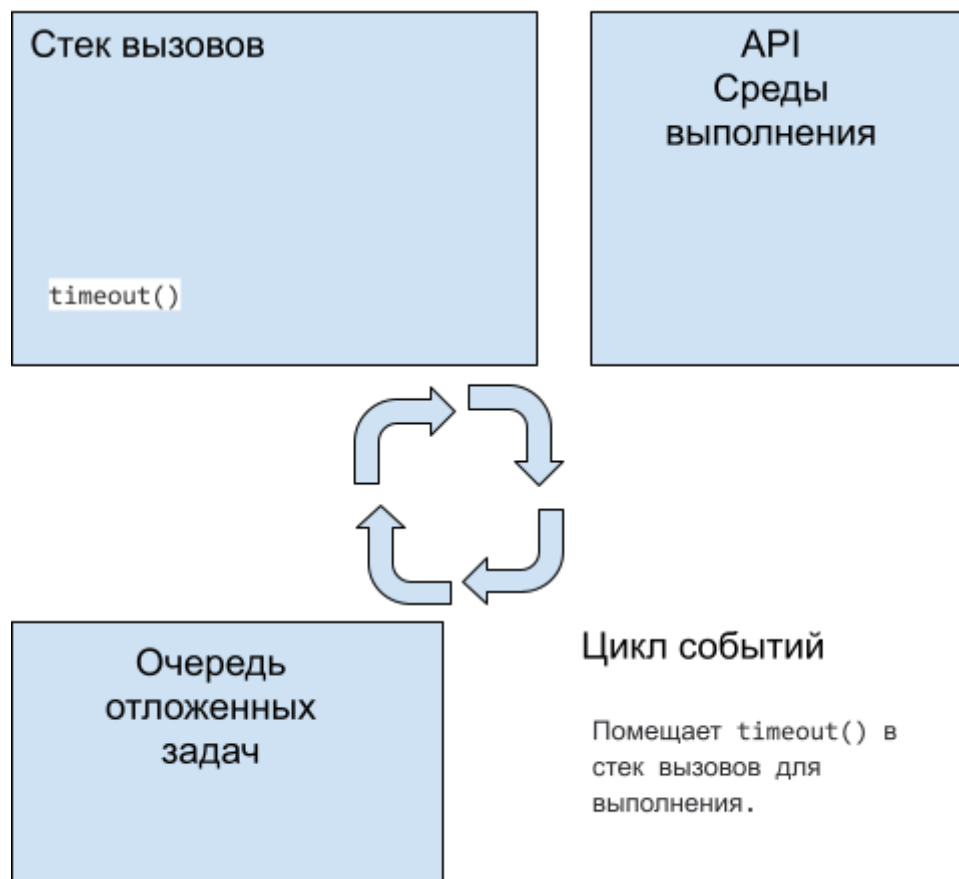 Стек вызовов
timeout()
API
Среды
выполнения
Очередь
отложенных
задач
Цикл событий
Помещает timeout() в
стек вызовов для
выполнения.